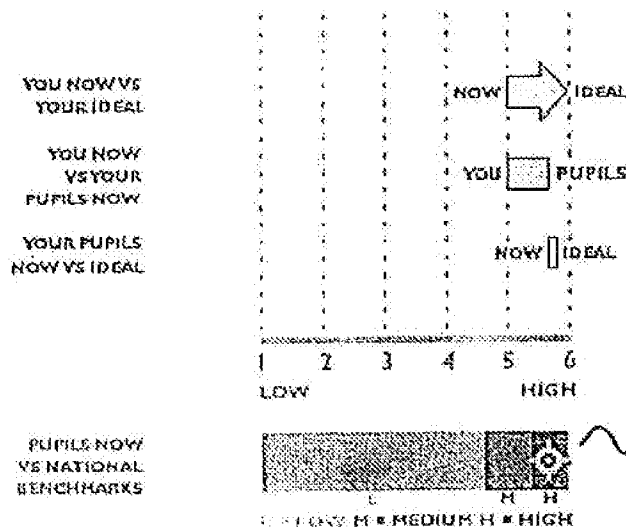 YOU NOW VS
YOUR IDEAL
NOW IDEAL
YOU NOW
VS YOUR
PUPILS NOW
YOU PUPILS
YOUR PUPILS
NOW VS IDEAL
NOW IDEAL
1 2 3 4 5 6
LOW HIGH
PUPILS NOW
VS NATIONAL
BENCHMARKS
L M H
L = LOW M = MEDIUM H = HIGH